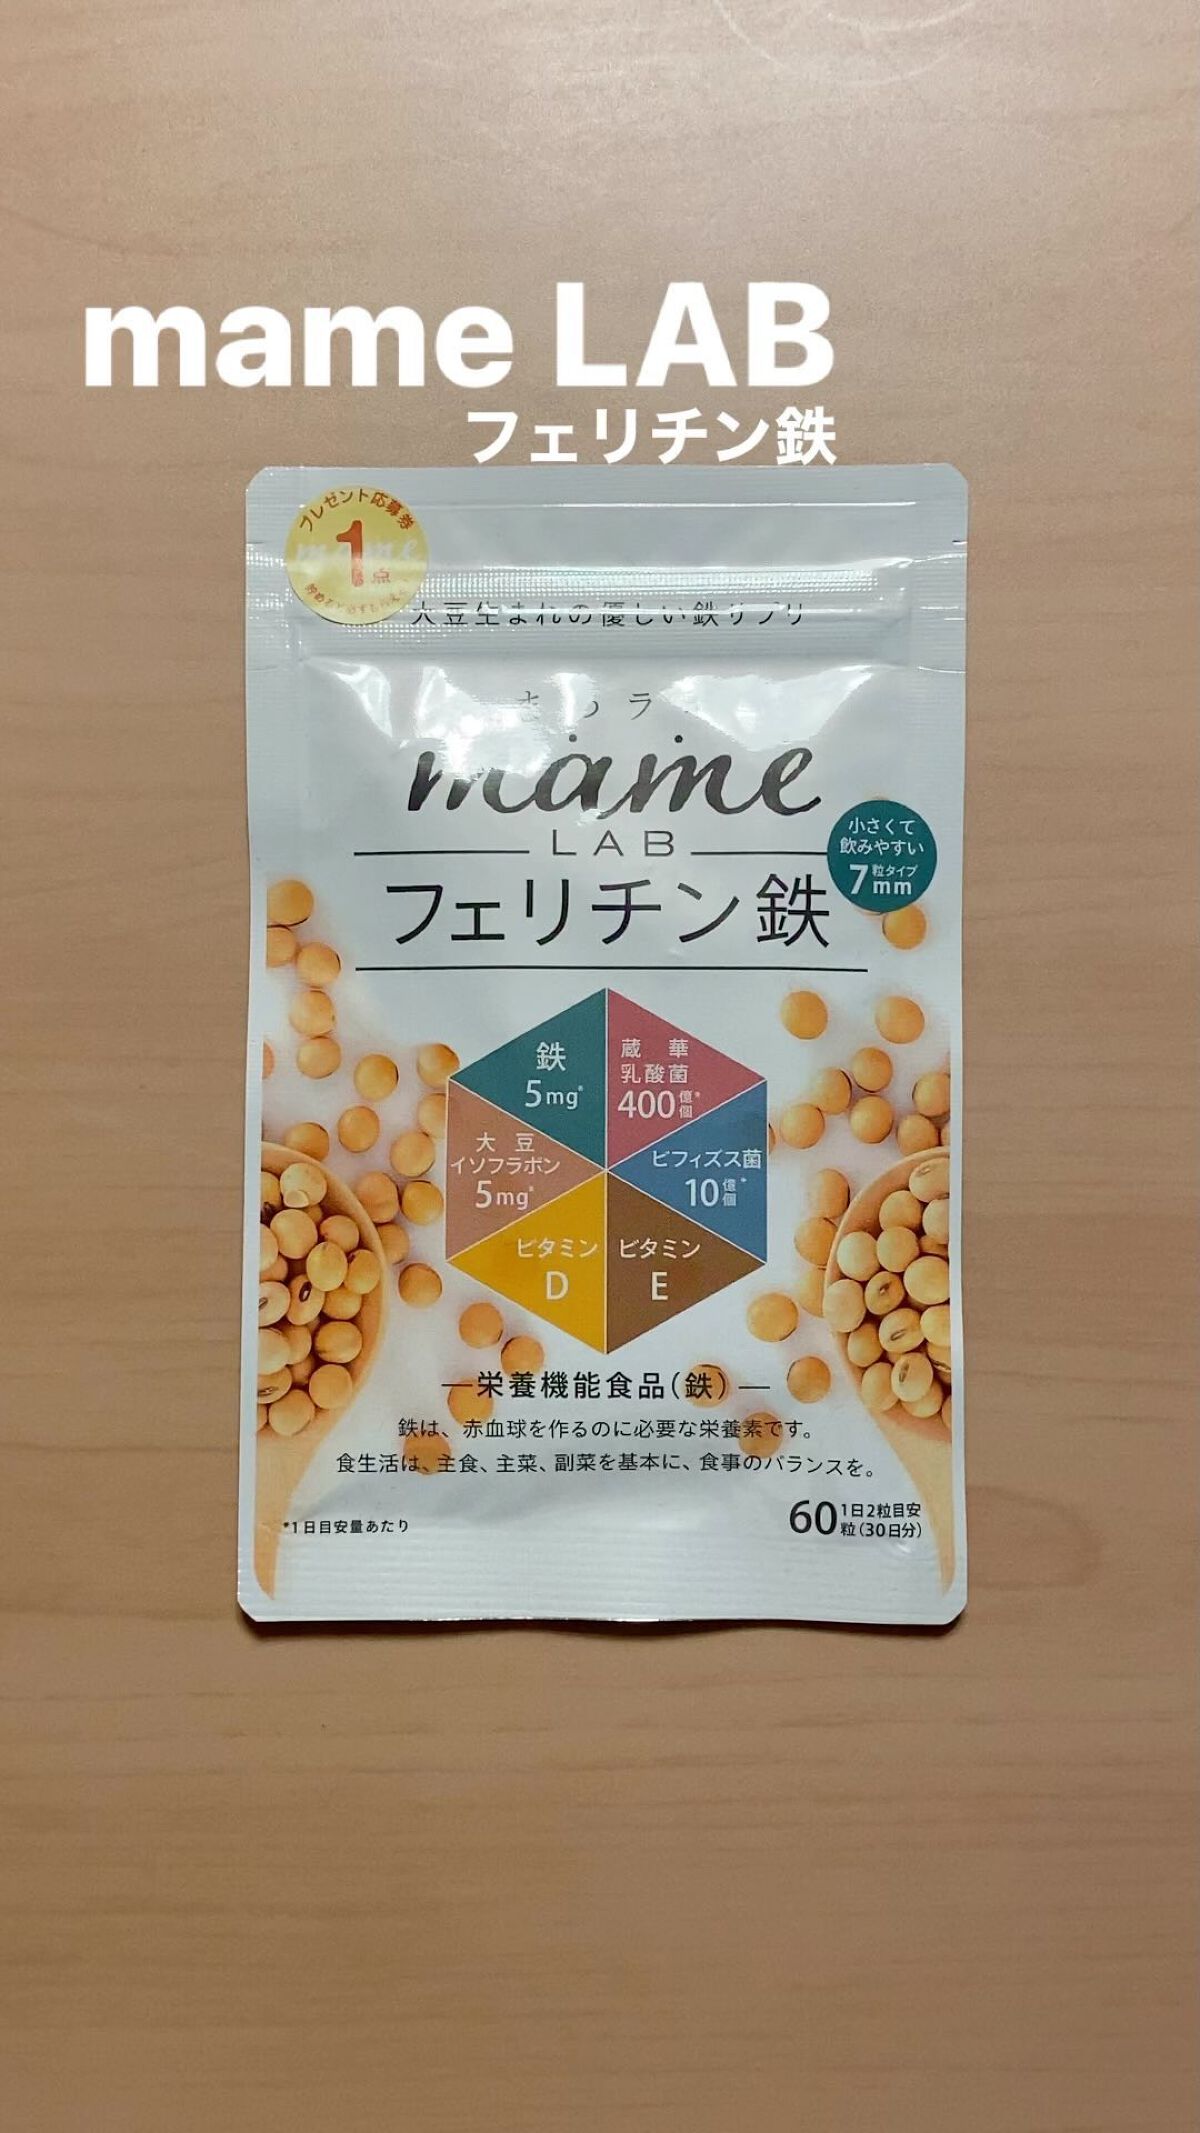 mame LAB
フェリチン鉄
プレゼント応募券
1点
大豆生まれの優しい鉄サプリ
mame
LAB
フェリチン鉄
小さくて
飲みやすい
7mm
粒タイプ
鉄
5mg*
蔵華
乳酸菌
400億個*
大豆
イソフラボン
5mg*
ビフィズス菌
10億個*
ビタミン
D
ビタミン
E
栄養機能食品(鉄)
鉄は、赤血球を作るのに必要な栄養素です。
食生活は、主食、主菜、副菜を基本に、食事のバランスを。
*1日目安量あたり
60粒
1日2粒目安
(30日分)